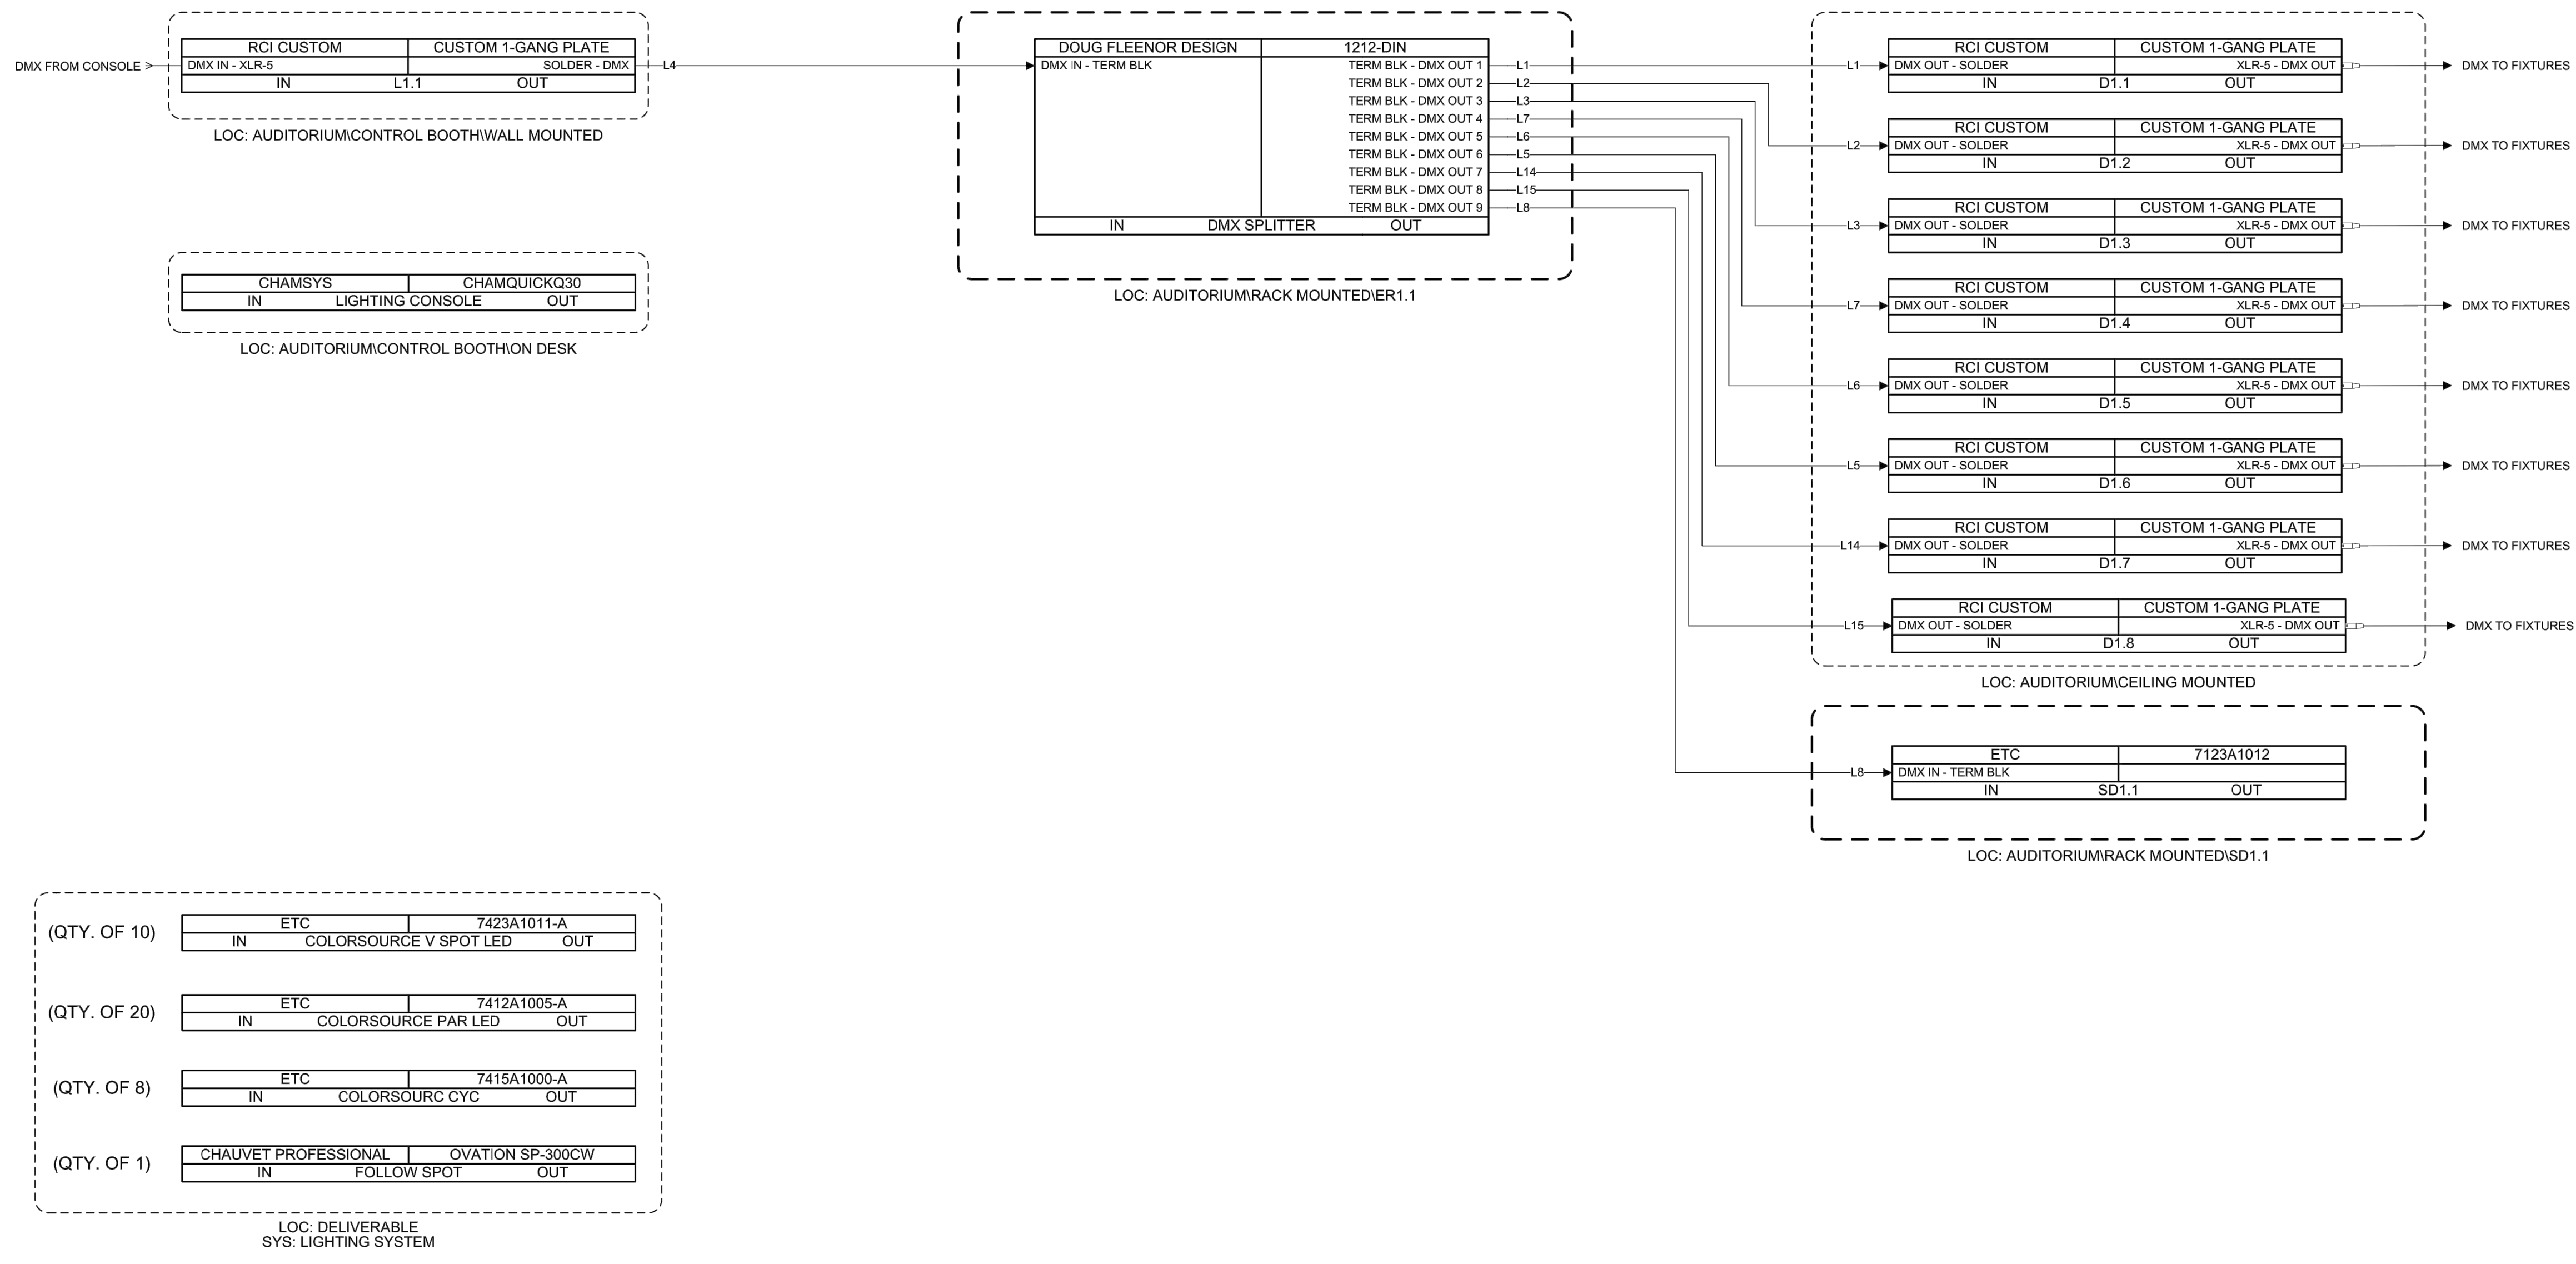 DMX FROM CONSOLE
RCI CUSTOM CUSTOM 1-GANG PLATE
DMX IN - XLR-5 SOLDER - DMX
IN L1.1 OUT
L4
LOC: AUDITORIUM\CONTROL BOOTH\WALL MOUNTED
CHAMSYS CHAMQUICKQ30
IN LIGHTING CONSOLE OUT
LOC: AUDITORIUM\CONTROL BOOTH\ON DESK
DOUG FLEENOR DESIGN 1212-DIN
DMX IN - TERM BLK TERM BLK - DMX OUT 1 L1
TERM BLK - DMX OUT 2 L2
TERM BLK - DMX OUT 3 L3
TERM BLK - DMX OUT 4 L7
TERM BLK - DMX OUT 5 L6
TERM BLK - DMX OUT 6 L5
TERM BLK - DMX OUT 7 L14
TERM BLK - DMX OUT 8 L15
TERM BLK - DMX OUT 9 L8
IN DMX SPLITTER OUT
LOC: AUDITORIUM\RACK MOUNTED\ER1.1
RCI CUSTOM CUSTOM 1-GANG PLATE
L1 DMX OUT - SOLDER XLR-5 - DMX OUT DMX TO FIXTURES
IN D1.1 OUT
RCI CUSTOM CUSTOM 1-GANG PLATE
L2 DMX OUT - SOLDER XLR-5 - DMX OUT DMX TO FIXTURES
IN D1.2 OUT
RCI CUSTOM CUSTOM 1-GANG PLATE
L3 DMX OUT - SOLDER XLR-5 - DMX OUT DMX TO FIXTURES
IN D1.3 OUT
RCI CUSTOM CUSTOM 1-GANG PLATE
L7 DMX OUT - SOLDER XLR-5 - DMX OUT DMX TO FIXTURES
IN D1.4 OUT
RCI CUSTOM CUSTOM 1-GANG PLATE
L6 DMX OUT - SOLDER XLR-5 - DMX OUT DMX TO FIXTURES
IN D1.5 OUT
RCI CUSTOM CUSTOM 1-GANG PLATE
L5 DMX OUT - SOLDER XLR-5 - DMX OUT DMX TO FIXTURES
IN D1.6 OUT
RCI CUSTOM CUSTOM 1-GANG PLATE
L14 DMX OUT - SOLDER XLR-5 - DMX OUT DMX TO FIXTURES
IN D1.7 OUT
RCI CUSTOM CUSTOM 1-GANG PLATE
L15 DMX OUT - SOLDER XLR-5 - DMX OUT DMX TO FIXTURES
IN D1.8 OUT
LOC: AUDITORIUM\CEILING MOUNTED
ETC 7123A1012
L8 DMX IN - TERM BLK
IN SD1.1 OUT
LOC: AUDITORIUM\RACK MOUNTED\SD1.1
(QTY. OF 10)
ETC 7423A1011-A
IN COLORSOURCE V SPOT LED OUT
(QTY. OF 20)
ETC 7412A1005-A
IN COLORSOURCE PAR LED OUT
(QTY. OF 8)
ETC 7415A1000-A
IN COLORSOURC CYC OUT
(QTY. OF 1)
CHAUVET PROFESSIONAL OVATION SP-300CW
IN FOLLOW SPOT OUT
LOC: DELIVERABLE
SYS: LIGHTING SYSTEM